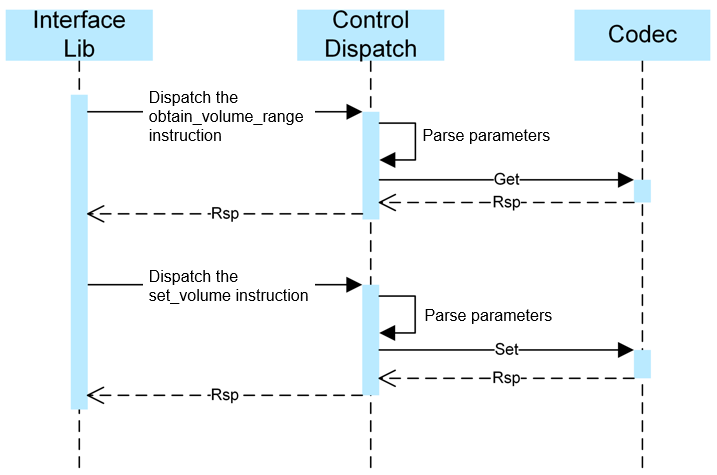 Interface
Lib
Control
Dispatch
Codec
Dispatch the
obtain_volume_range
instruction
Parse parameters
Get
Rsp
Rsp
Dispatch the
set_volume instruction
Parse parameters
Set
Rsp
Rsp